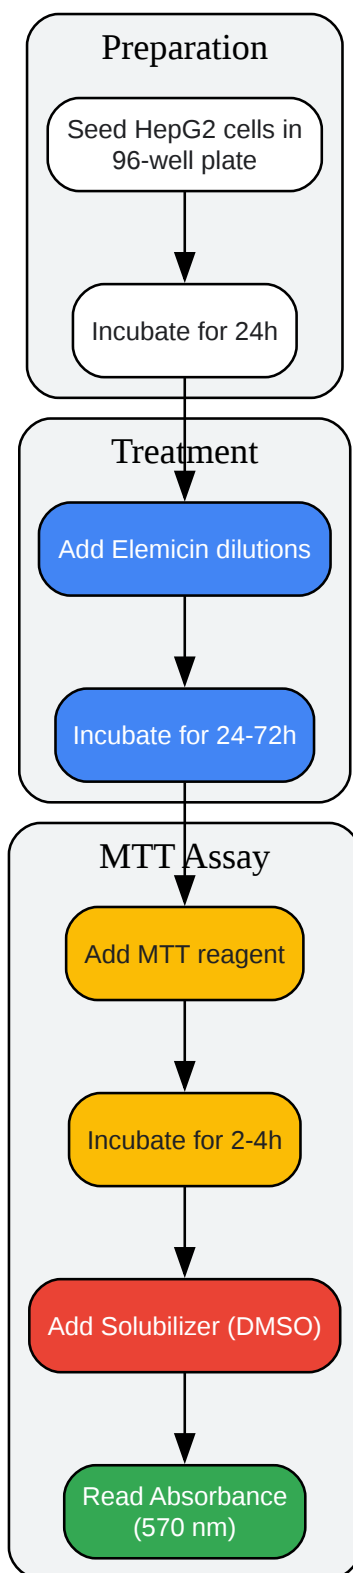 Preparation
Seed HepG2 cells in
96-well plate
Incubate for 24h
Treatment
Add Elemicin dilutions
Incubate for 24-72h
MTT Assay
Add MTT reagent
Incubate for 2-4h
Add Solubilizer (DMSO)
Read Absorbance
(570 nm)